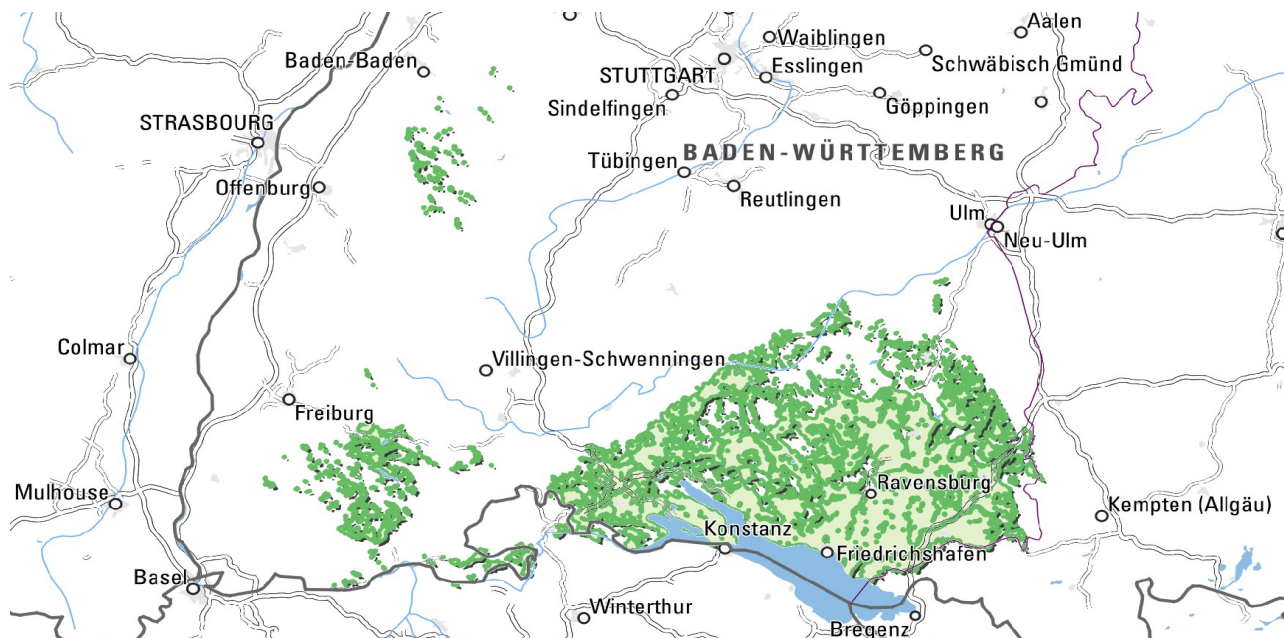 Aalen
Waiblingen
Baden-Baden
Schwäbisch Gmünd
STUTTGART
Esslingen
Sindelfingen
Göppingen
STRASBOURG
BADEN-WÜRTTEMBERG
Tübingen
Offenburg
Reutlingen
Ulm
Neu-Ulm
Colmar
Villingen-Schwenningen
Freiburg
Ravensburg
Mulhouse
Kempten (Allgäu)
Konstanz
Friedrichshafen
Basel
Winterthur
Bregenz